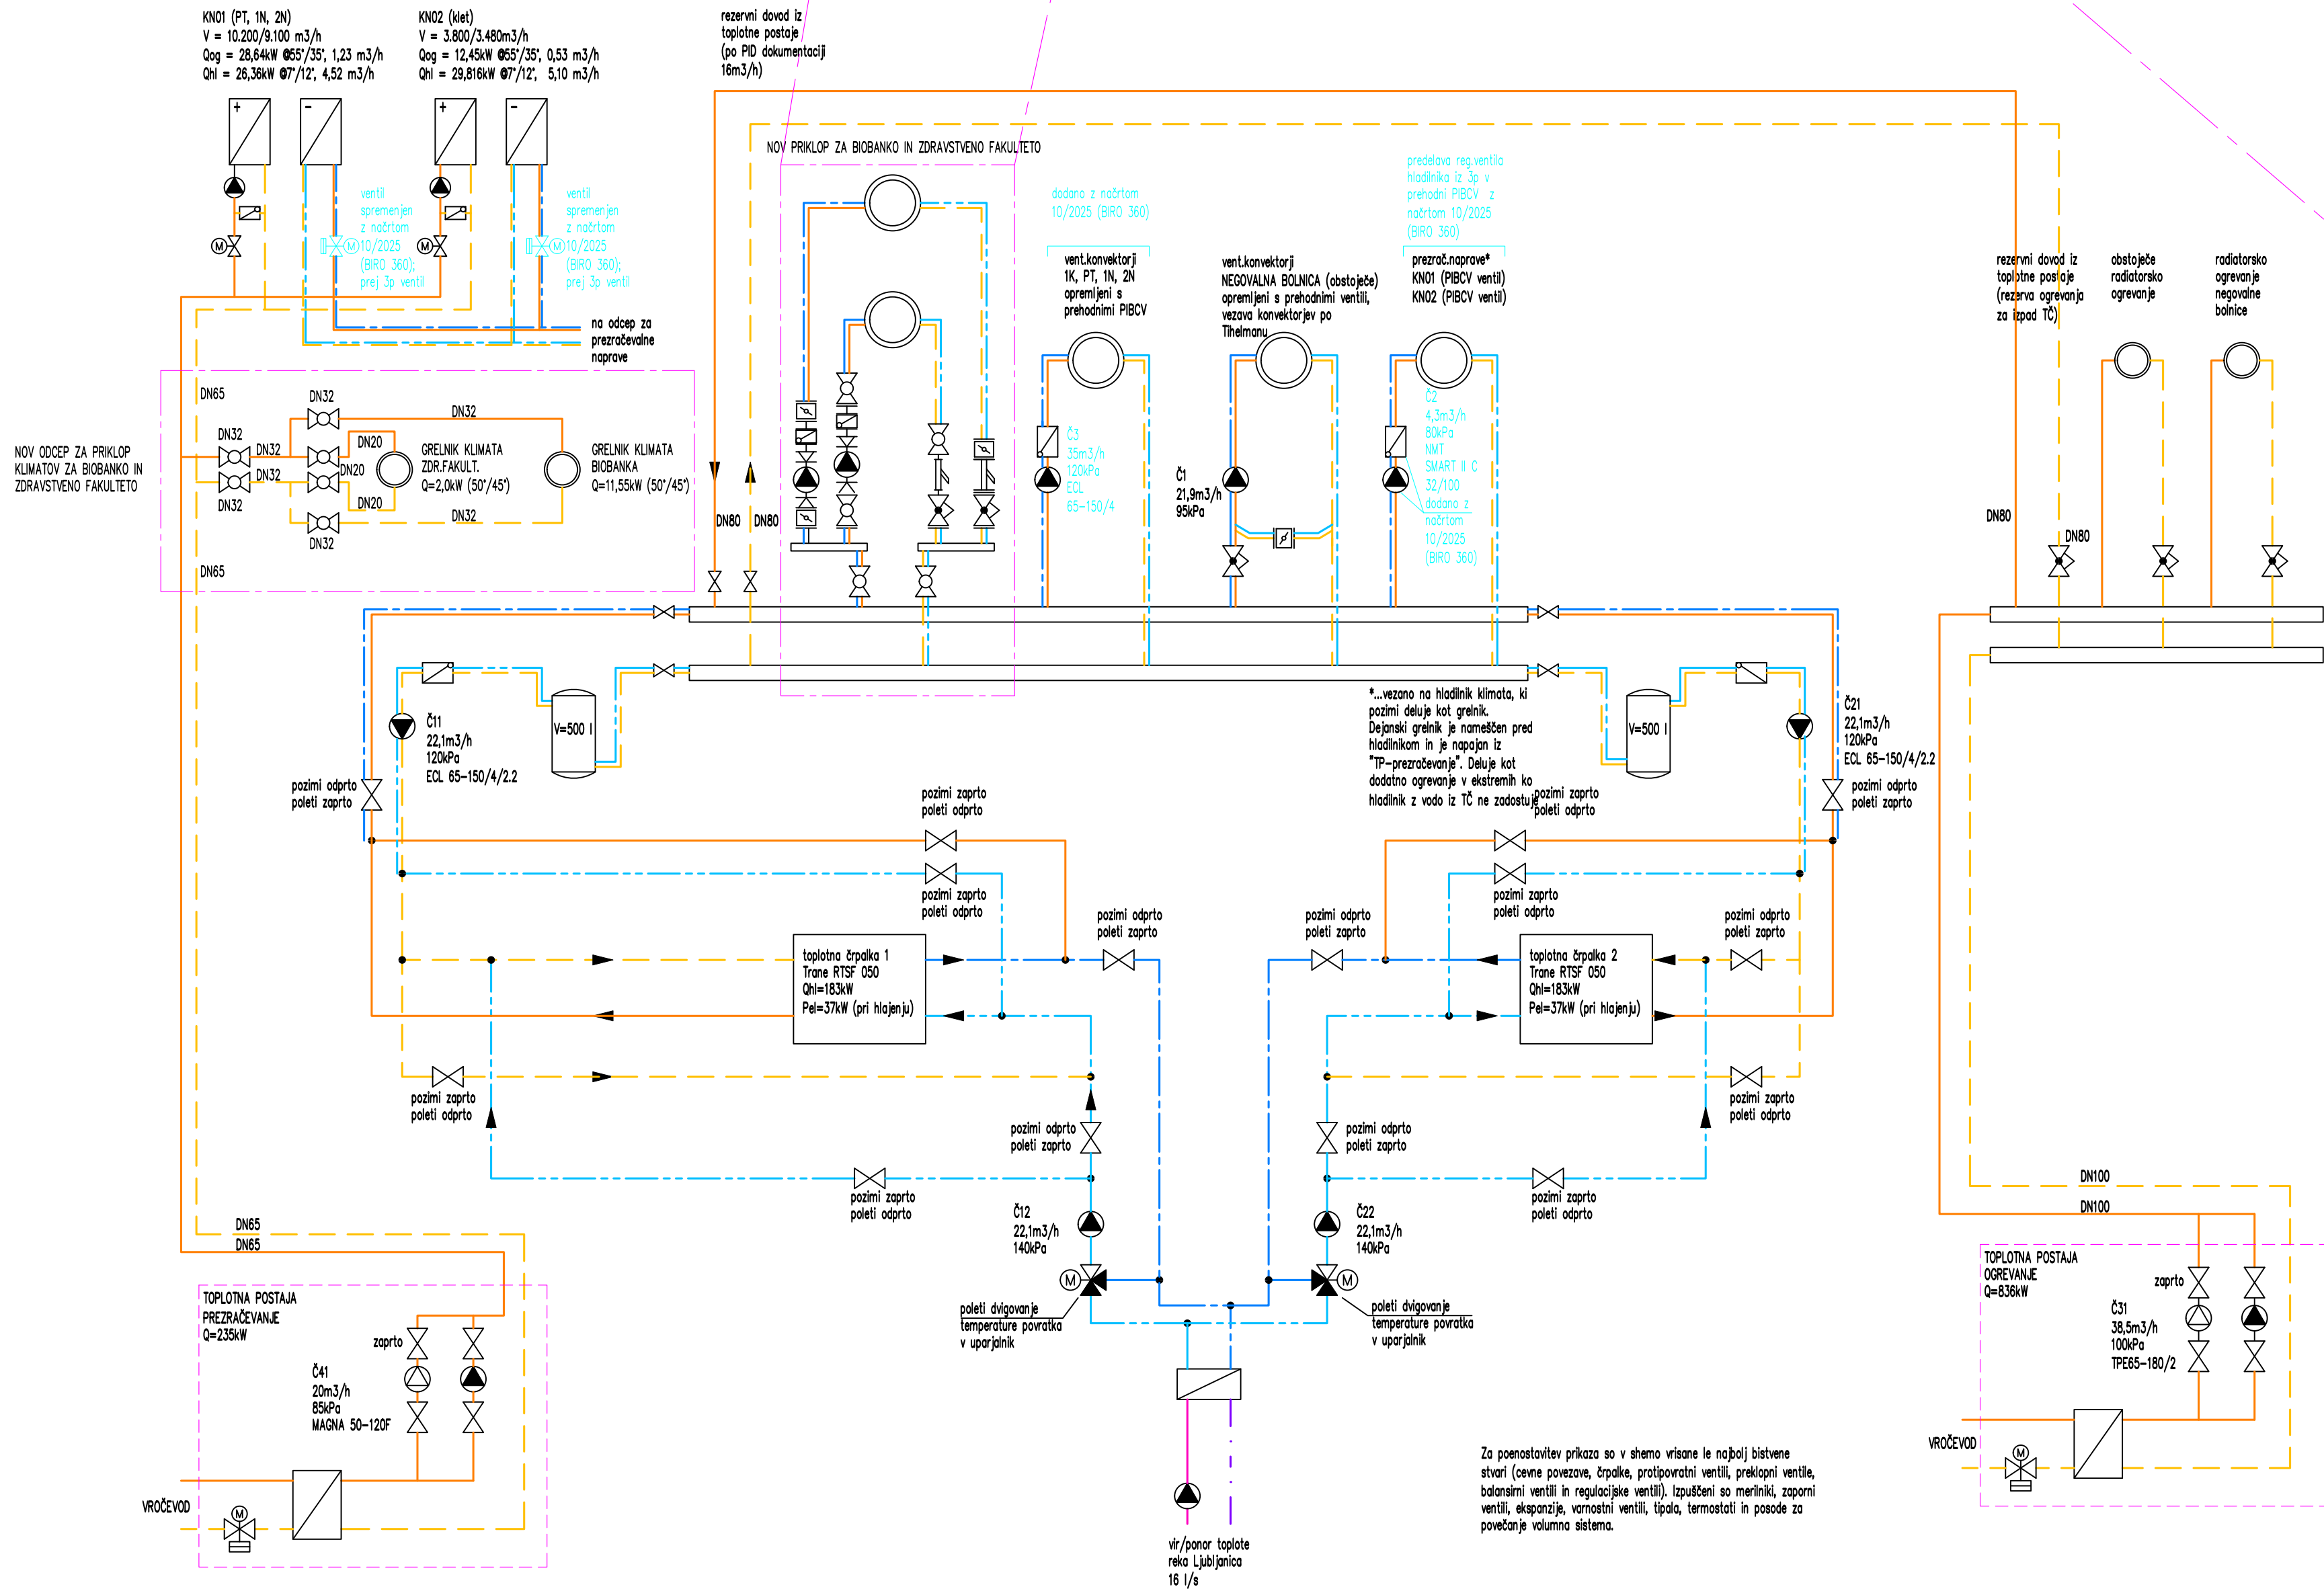 KN01 (PT, 1N, 2N)
V = 10.200/9.100 m3/h
Qog = 28,64kW @55°/35°, 1,23 m3/h
Qhl = 26,36kW @7°/12°, 4,52 m3/h
KN02 (klet)
V = 3.800/3.480m3/h
Qog = 12,45kW @55°/35°, 0,53 m3/h
Qhl = 29,816kW @7°/12°, 5,10 m3/h
rezervni dovod iz
toplotne postaje
(po PID dokumentaciji
16m3/h)
+
-
+
-
M
M
M
M
ventil
spremenjen
z načrtom
10/2025
(BIRO 360);
prej 3p ventil
ventil
spremenjen
z načrtom
10/2025
(BIRO 360);
prej 3p ventil
na odcep za
prezračevalne
naprave
NOV PRIKLOP ZA BIOBANKO IN ZDRAVSTVENO FAKULTETO
dodano z načrtom
10/2025 (BIRO 360)
vent.konvektorji
1K, PT, 1N, 2N
opremljeni s
prehodnimi PIBCV
vent.konvektorji
NEGOVALNA BOLNICA (obstoječe)
opremljeni s prehodnimi ventili,
vezava konvektorjev po
Tihelmanu
predelava reg.ventila
hladilnika iz 3p v
prehodni PIBCV z
načrtom 10/2025
(BIRO 360)
prezrač.naprave*
KN01 (PIBCV ventil)
KN02 (PIBCV ventil)
rezervni dovod iz
toplotne postaje
(rezerva ogrevanja
za izpad TČ)
obstoječe
radiatorsko
ogrevanje
radiatorsko
ogrevanje
negovalne
bolnice
NOV ODCEP ZA PRIKLOP
KLIMATOV ZA BIOBANKO IN
ZDRAVSTVENO FAKULTETO
DN65
DN32
DN32
DN32
DN32
DN20
DN20
DN32
DN32
DN20
DN32
DN32
DN65
GRELNIK KLIMATA
ZDR.FAKULT.
Q=2,0kW (50°/45°)
GRELNIK KLIMATA
BIOBANKA
Q=11,55kW (50°/45°)
DN80
DN80
Č3
35m3/h
120kPa
ECL
65-150/4
Č1
21,9m3/h
95kPa
Č2
4,3m3/h
80kPa
NMT
SMART II C
32/100
dodano z
načrtom
10/2025
(BIRO 360)
DN80
DN80
Č11
22,1m3/h
120kPa
ECL 65-150/4/2.2
V=500 l
*...vezano na hladilnik klimata, ki
pozimi deluje kot grelnik.
Dejanski grelnik je nameščen pred
hladilnikom in je napajan iz
"TP-prezračevanje". Deluje kot
dodatno ogrevanje v ekstremih ko
hladilnik z vodo iz TČ ne zadostuje
V=500 l
Č21
22,1m3/h
120kPa
ECL 65-150/4/2.2
pozimi odprto
poleti zaprto
pozimi zaprto
poleti odprto
pozimi zaprto
poleti odprto
pozimi odprto
poleti zaprto
pozimi zaprto
poleti odprto
pozimi zaprto
poleti odprto
pozimi odprto
poleti zaprto
pozimi odprto
poleti zaprto
pozimi odprto
poleti zaprto
toplotna črpalka 1
Trane RTSF 050
Qhl=183kW
Pel=37kW (pri hlajenju)
toplotna črpalka 2
Trane RTSF 050
Qhl=183kW
Pel=37kW (pri hlajenju)
pozimi zaprto
poleti odprto
pozimi odprto
poleti zaprto
pozimi odprto
poleti zaprto
pozimi zaprto
poleti odprto
pozimi zaprto
poleti odprto
pozimi zaprto
poleti odprto
Č12
22,1m3/h
140kPa
Č22
22,1m3/h
140kPa
M
M
poleti dvigovanje
temperature povratka
v uparjalnik
poleti dvigovanje
temperature povratka
v uparjalnik
DN65
DN65
TOPLOTNA POSTAJA
PREZRAČEVANJE
Q=235kW
zaprto
Č41
20m3/h
85kPa
MAGNA 50-120F
VROČEVOD
M
DN100
DN100
TOPLOTNA POSTAJA
OGREVANJE
Q=836kW
zaprto
Č31
38,5m3/h
100kPa
TPE65-180/2
VROČEVOD
M
vir/ponor toplote
reka Ljubljanica
16 l/s
Za poenostavitev prikaza so v shemo vrisane le najbolj bistvene
stvari (cevne povezave, črpalke, protipovratni ventili, preklopni ventile,
balansirni ventili in regulacijske ventili). Izpuščeni so merilniki, zaporni
ventili, ekspanzije, varnostni ventili, tipala, termostati in posode za
povečanje volumna sistema.